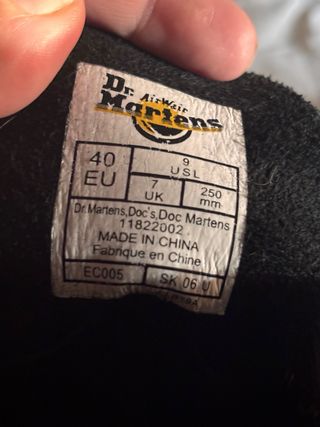 Dr. AirWair
Martens
40 EU
9 USL
7 UK
250 mm
Dr.Martens,Doc's,Doc Martens
11822002
MADE IN CHINA
Fabrique en Chine
EC005
SK 06 U